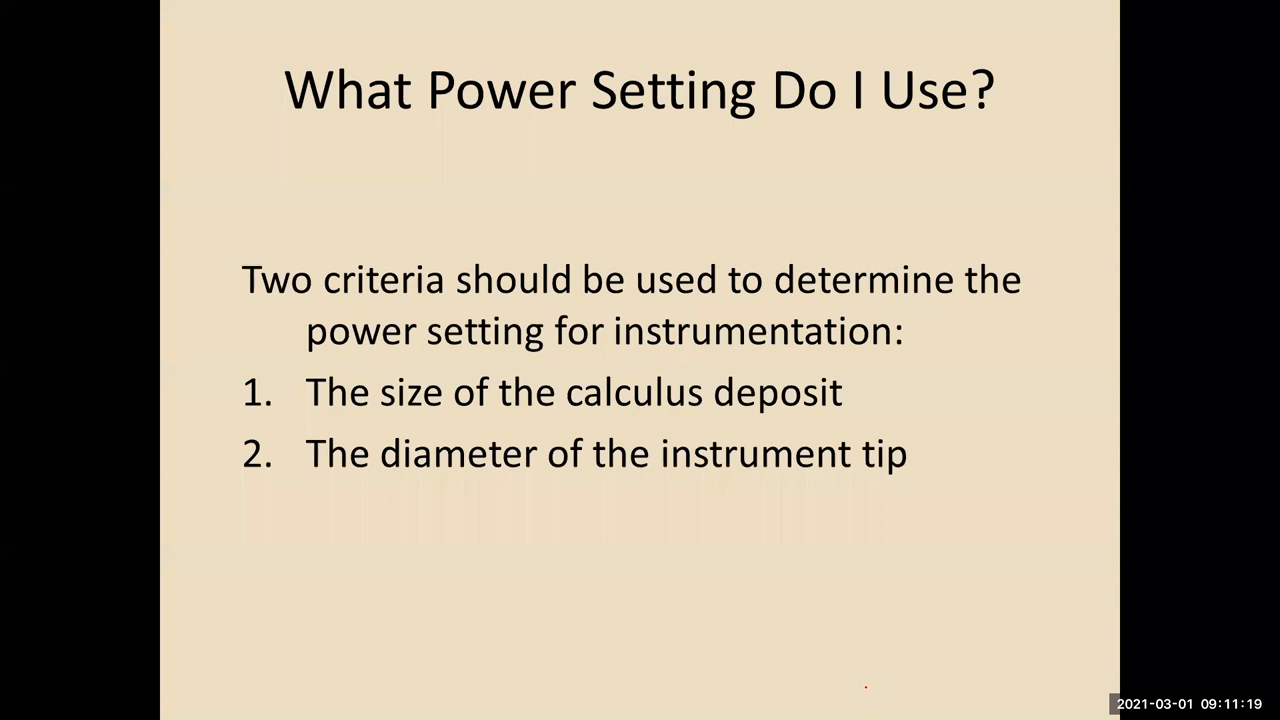 What Power Setting Do I Use?
Two criteria should be used to determine the
power setting for instrumentation:
1. The size of the calculus deposit
2. The diameter of the instrument tip
2021-03-01 09:11:19